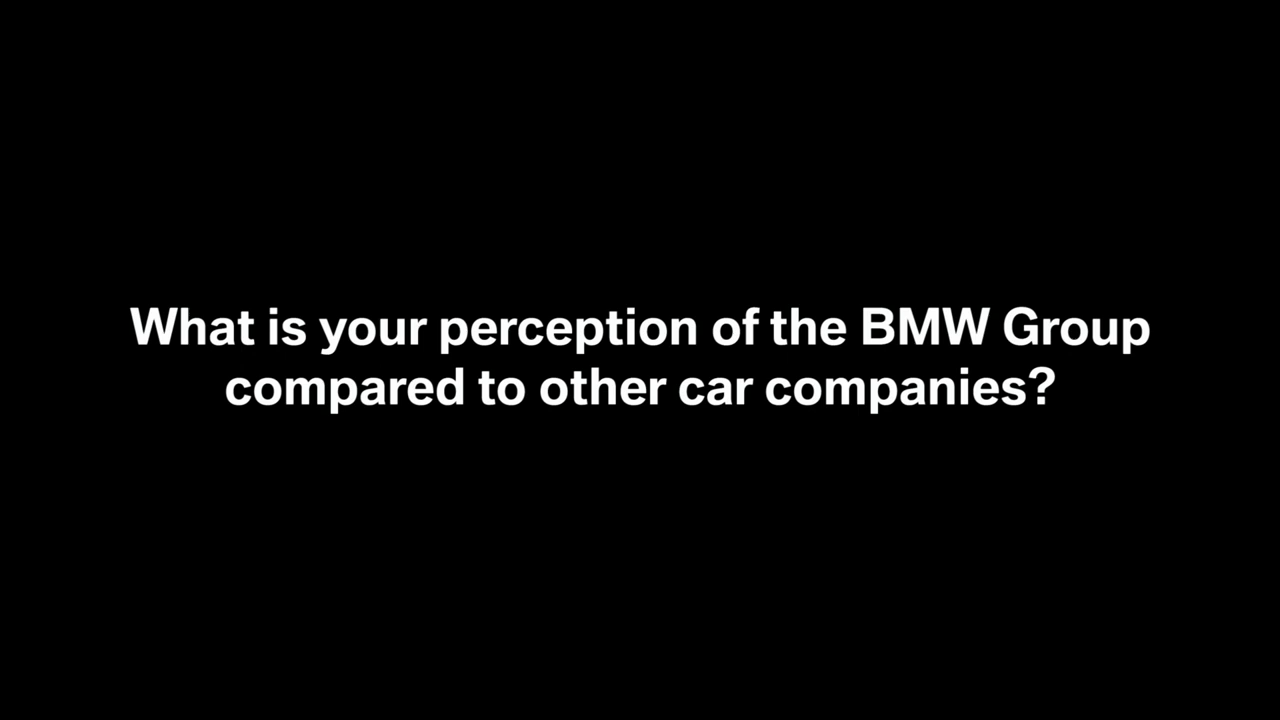 What is your perception of the BMW Group
compared to other car companies?